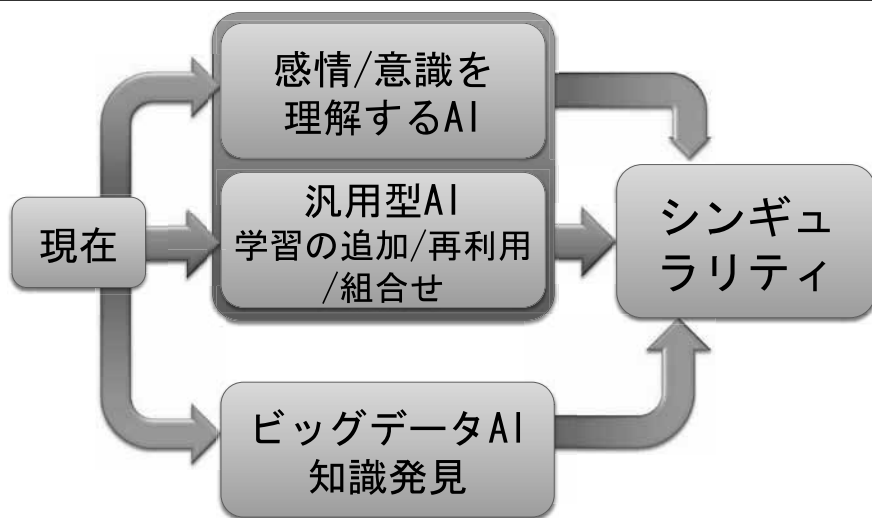 現在
感情/意識を
理解するAI
汎用型AI
学習の追加/再利用
/組合せ
ビッグデータAI
知識発見
シンギュ
ラリティ